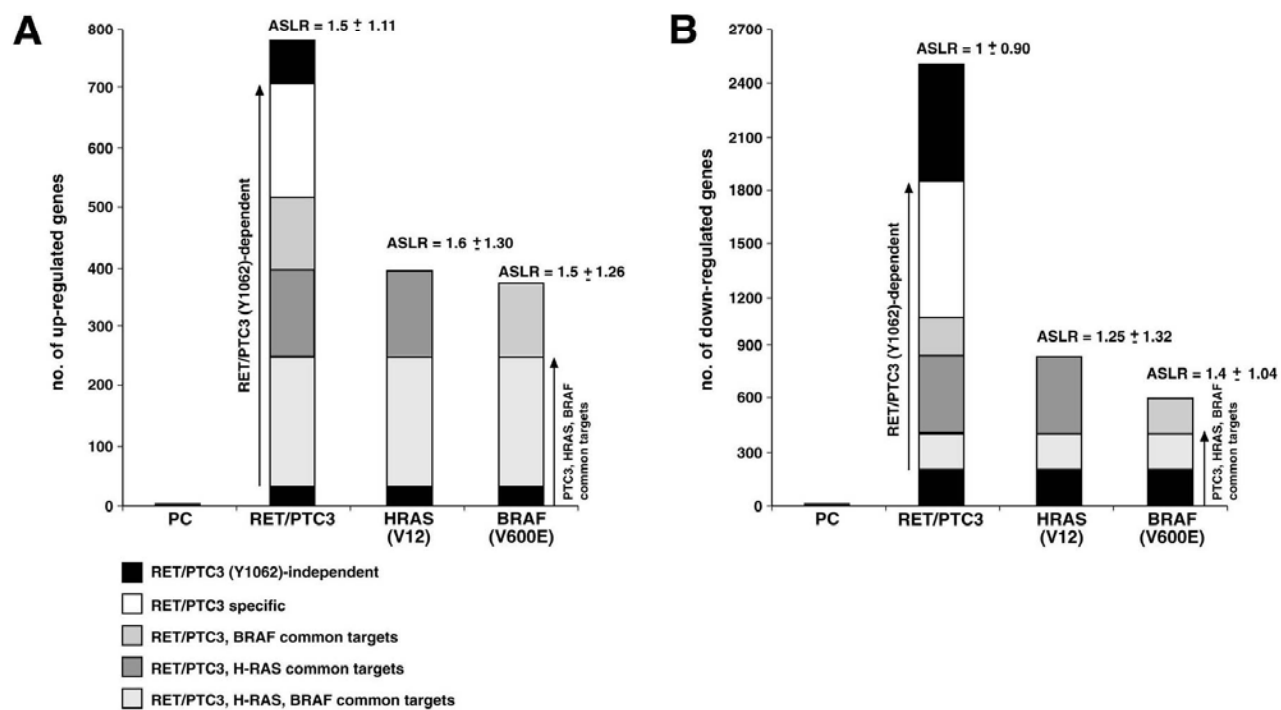 A
ASLR = 1.5 ± 1.11
800
700
600
500
400
300
200
100
0
no. of up-regulated genes
RET/PTC3 (Y1062)-dependent
ASLR = 1.6 ± 1.30
ASLR = 1.5 ± 1.26
PTC3, HRAS, BRAF
common targets
PC
RET/PTC3
HRAS
(V12)
BRAF
(V600E)
B
ASLR = 1 ± 0.90
2700
2400
2100
1800
1500
1200
900
600
300
0
no. of down-regulated genes
RET/PTC3 (Y1062)-dependent
ASLR = 1.25 ± 1.32
ASLR = 1.4 ± 1.04
PTC3, HRAS, BRAF
common targets
PC
RET/PTC3
HRAS
(V12)
BRAF
(V600E)
RET/PTC3 (Y1062)-independent
RET/PTC3 specific
RET/PTC3, BRAF common targets
RET/PTC3, H-RAS common targets
RET/PTC3, H-RAS, BRAF common targets